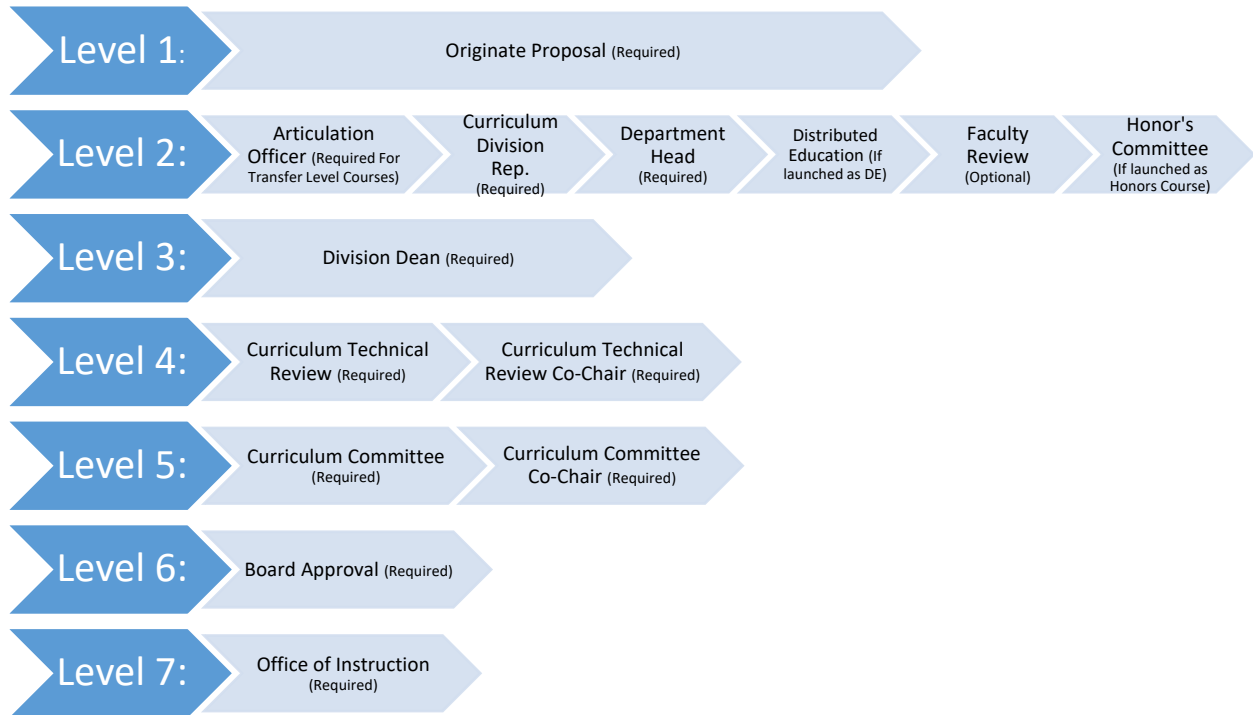 Level 1:
Originate Proposal (Required)
Level 2:
Articulation
Officer (Required For
Transfer Level Courses)
Curriculum
Division
Rep.
(Required)
Department
Head
(Required)
Distributed
Education (If
launched as DE)
Faculty
Review
(Optional)
Honor's
Committee
(If launched as
Honors Course)
Level 3:
Division Dean (Required)
Level 4:
Curriculum Technical
Review (Required)
Curriculum Technical
Review Co-Chair (Required)
Level 5:
Curriculum Committee
(Required)
Curriculum Committee
Co-Chair (Required)
Level 6:
Board Approval (Required)
Level 7:
Office of Instruction
(Required)